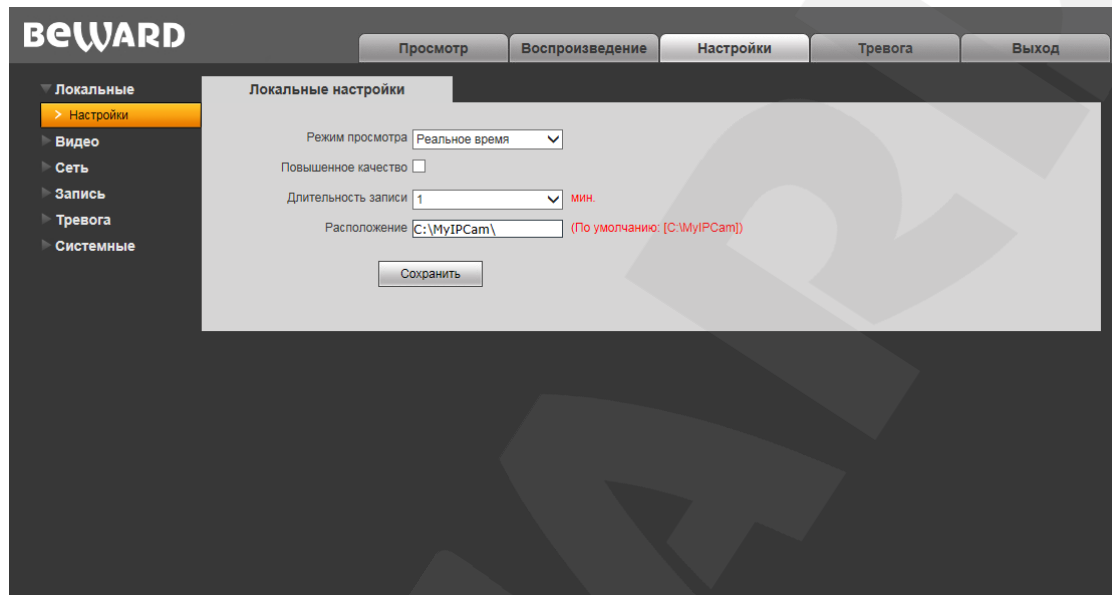 BEWARD
Просмотр Воспроизведение Настройки Тревога Выход
Локальные
> Настройки
Видео
Сеть
Запись
Тревога
Системные
Локальные настройки
Режим просмотра Реальное время
Повышенное качество
Длительность записи 1 мин.
Расположение C:\MyIPCam\ (По умолчанию: [C:\MyIPCam])
Сохранить